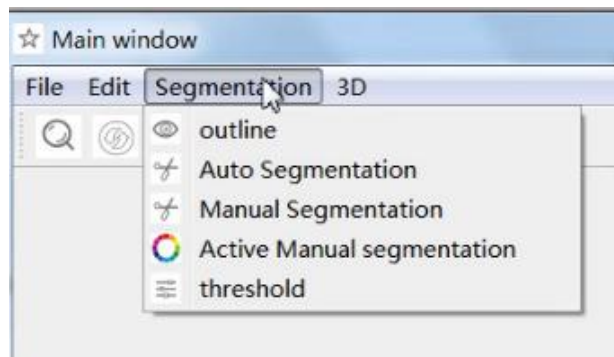 Main window
File Edit Segmentation 3D
outline
Auto Segmentation
Manual Segmentation
Active Manual segmentation
threshold